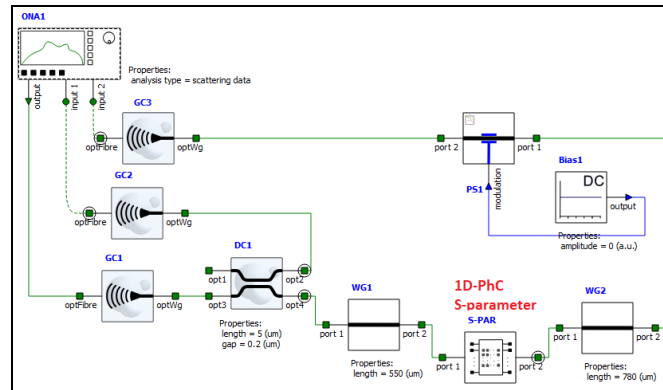 ONA1
output
input 1
input 2
Properties:
analysis type = scattering data
GC3
optFibre
optWg
port 2
port 1
PS1
modulation
Bias1
DC
output
Properties:
amplitude = 0 (a.u.)
GC2
optFibre
optWg
GC1
optFibre
optWg
DC1
opt1
opt2
opt3
opt4
Properties:
length = 5 (um)
gap = 0.2 (um)
WG1
port 1
port 2
Properties:
length = 550 (um)
1D-PhC
S-parameter
S-PAR
port 1
port 2
WG2
port 1
port 2
Properties:
length = 780 (um)